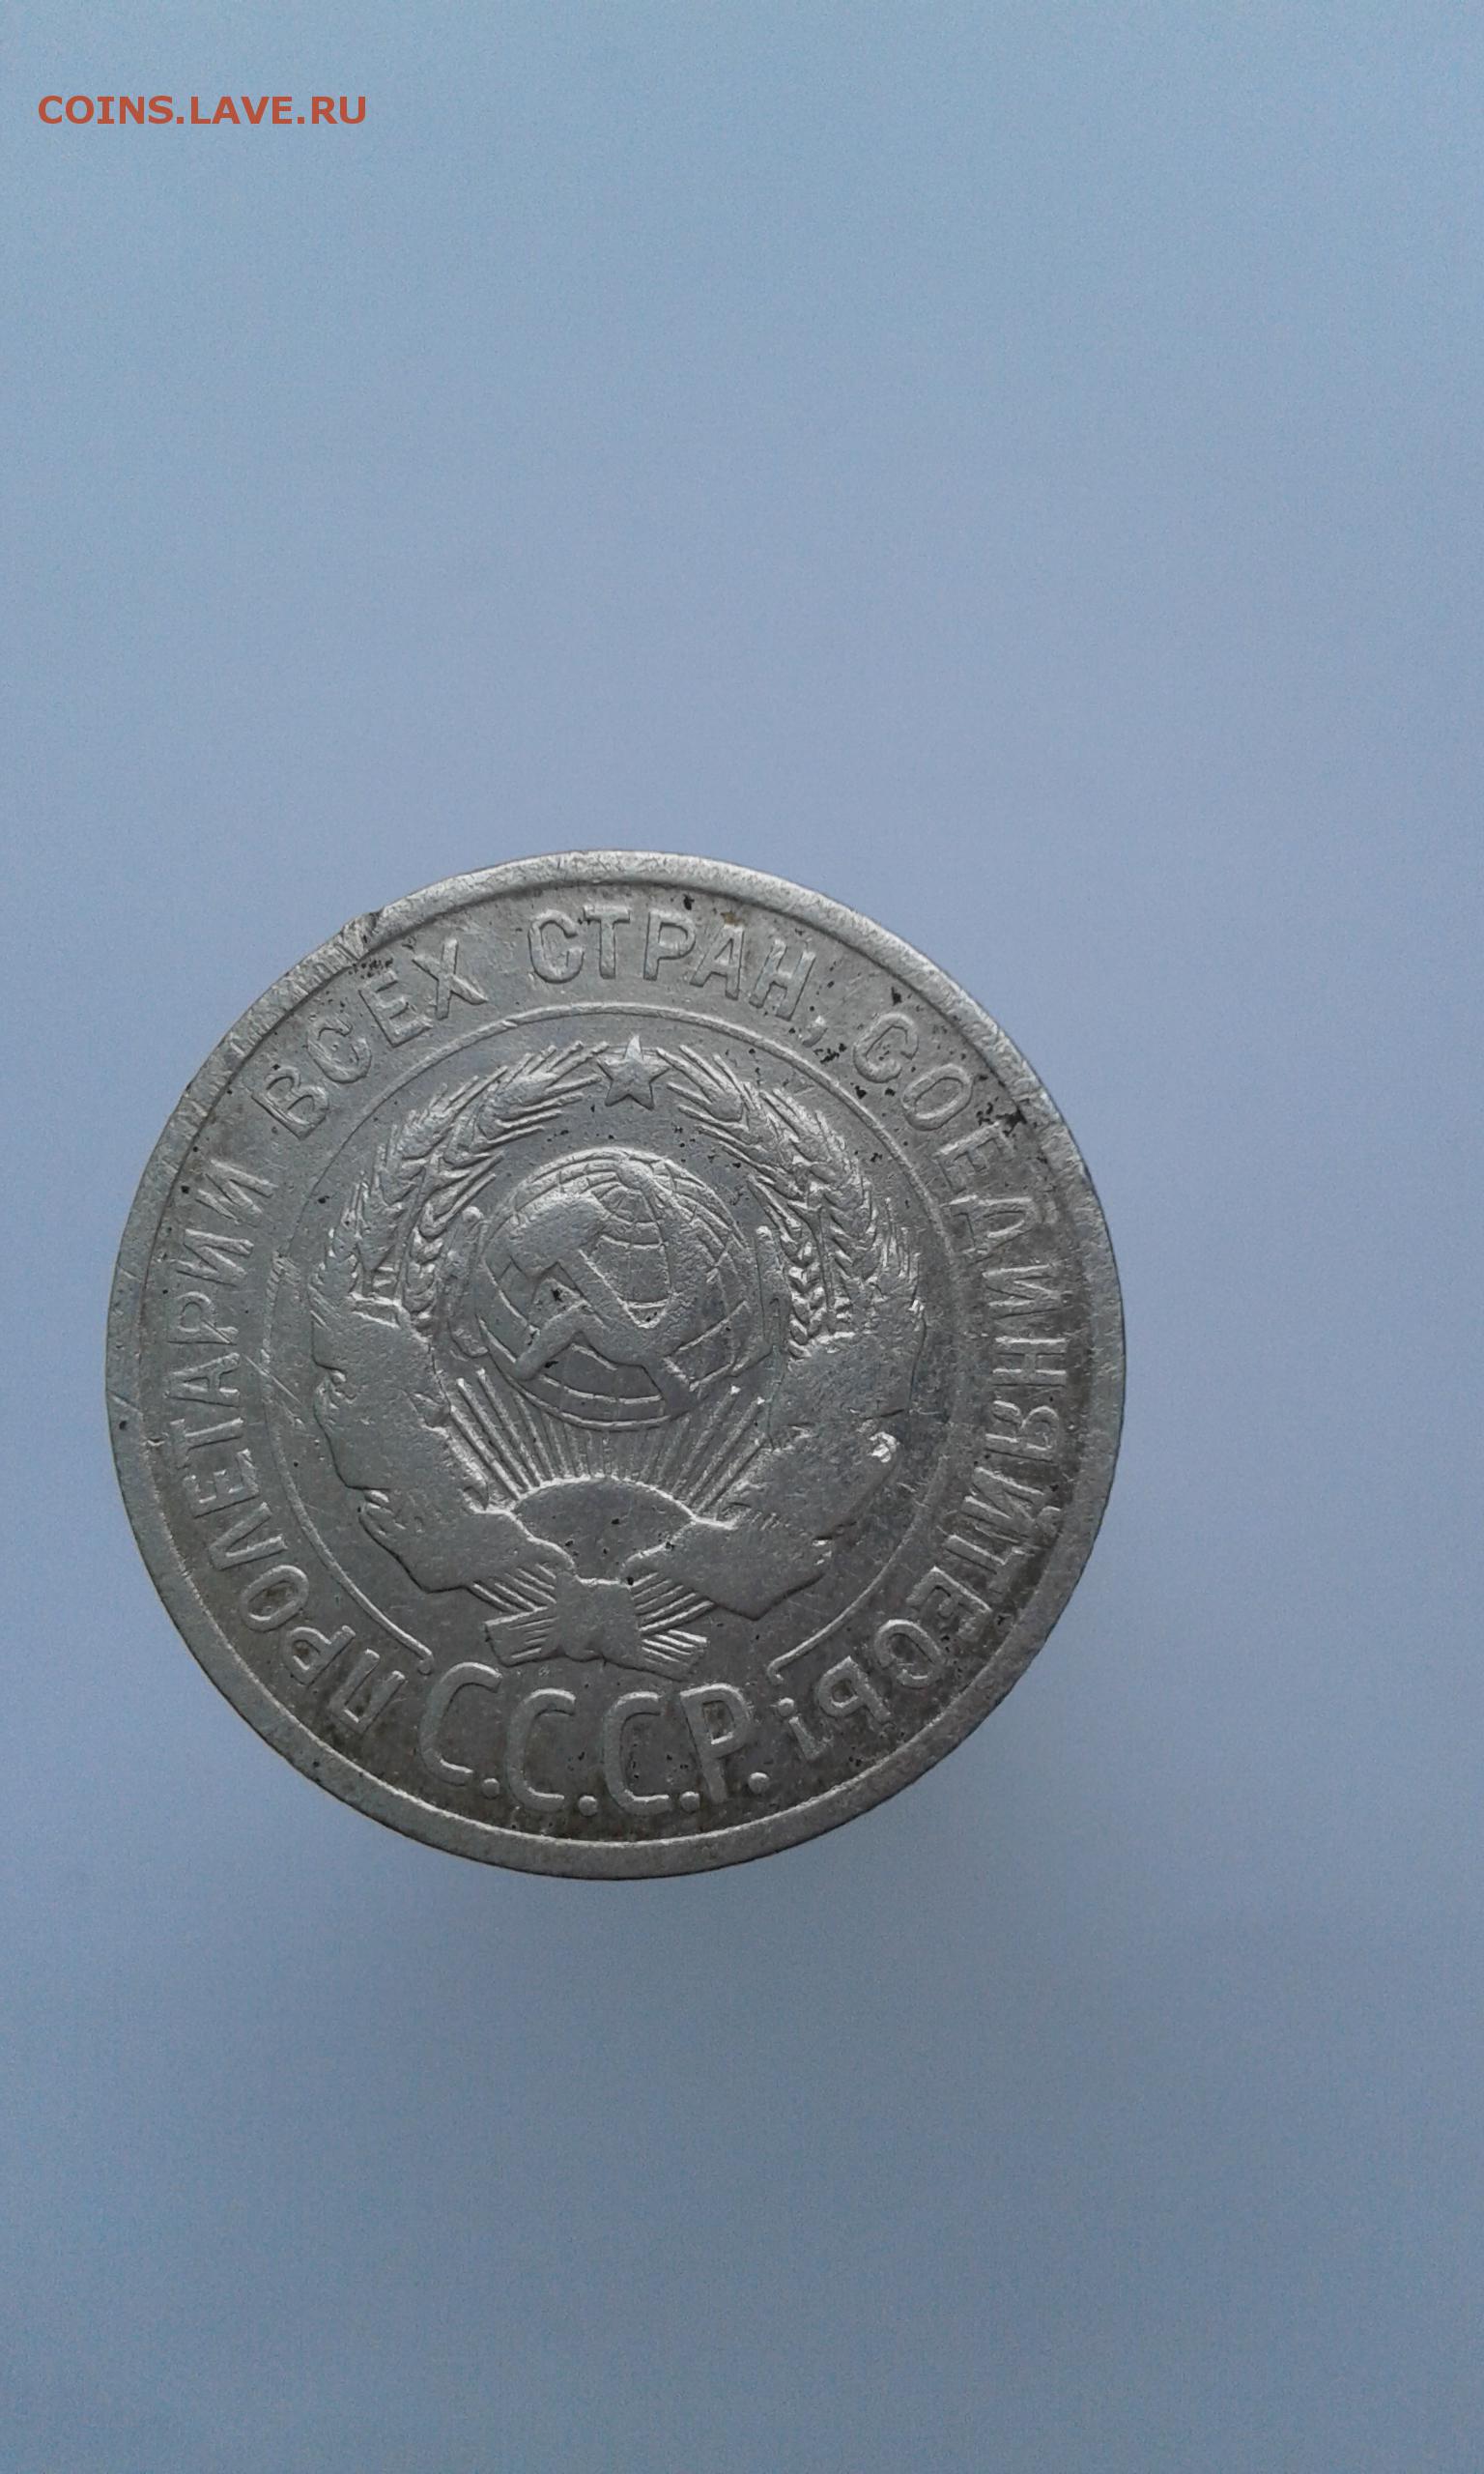 COINS.LAVE.RU
ПРОЛЕТАРИИ ВСЕХ СТРАН, СОЕДИНЯЙТЕСЬ!
С.С.С.Р.